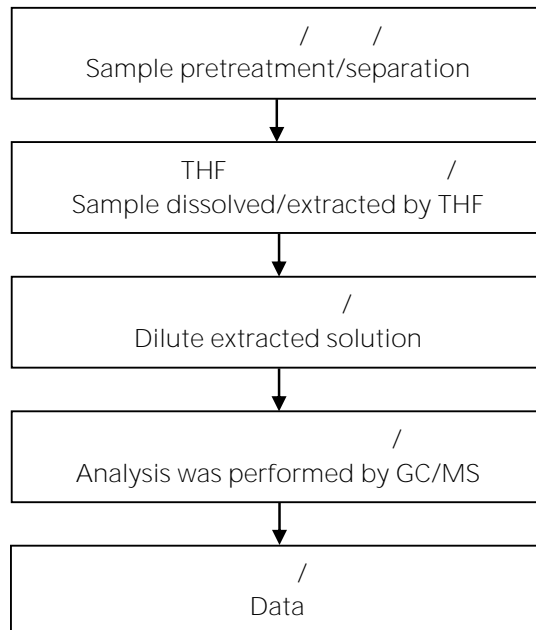 / /
Sample pretreatment/separation
THF /
Sample dissolved/extracted by THF
/
Dilute extracted solution
/
Analysis was performed by GC/MS
/
Data